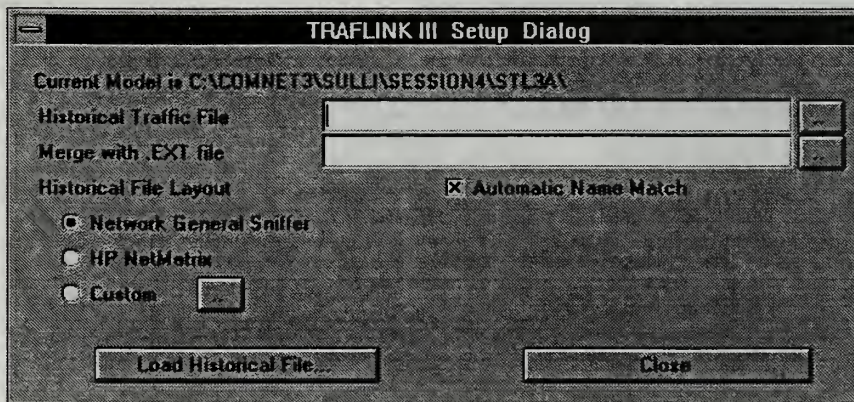 TRAFLINK III Setup Dialog
Current Model is C:\COMNET3\SULLI\SESSION4\STL3A\
Historical Traffic File
..
Merge with .EXT file
..
Historical File Layout
Automatic Name Match
Network General Sniffer
HP NetMetrix
Custom
..
Load Historical File...
Close